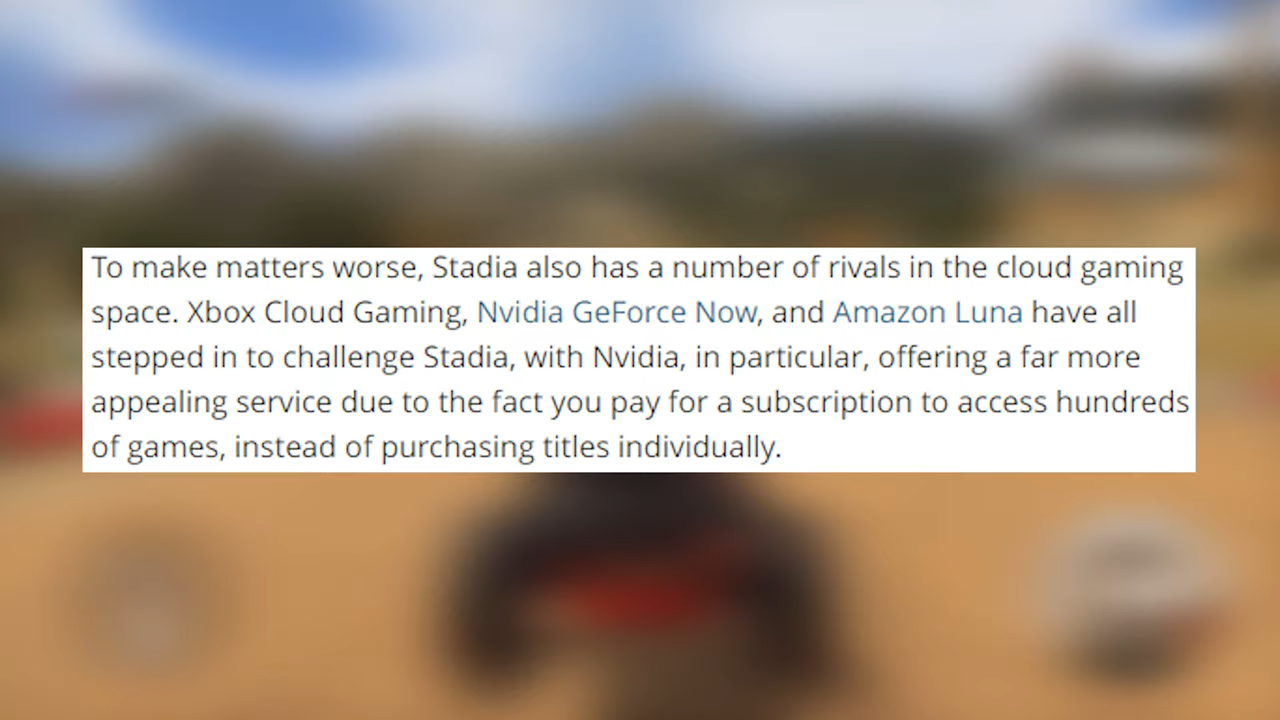 To make matters worse, Stadia also has a number of rivals in the cloud gaming
space. Xbox Cloud Gaming, Nvidia GeForce Now, and Amazon Luna have all
stepped in to challenge Stadia, with Nvidia, in particular, offering a far more
appealing service due to the fact you pay for a subscription to access hundreds
of games, instead of purchasing titles individually.